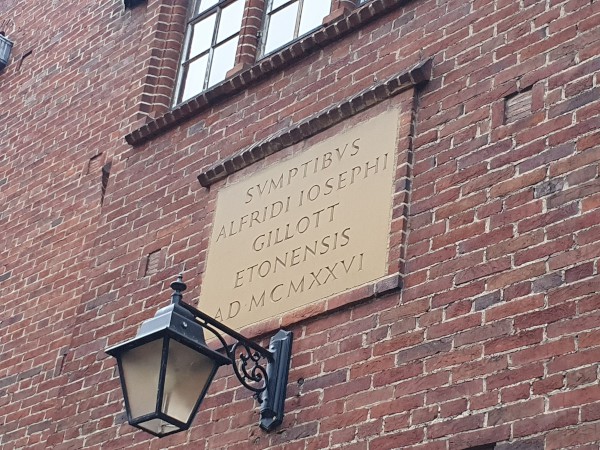 SVMPTIBVS
ALFRIDI IOSEPHI
GILLOTT
ETONENSIS
AD MCMXXVI